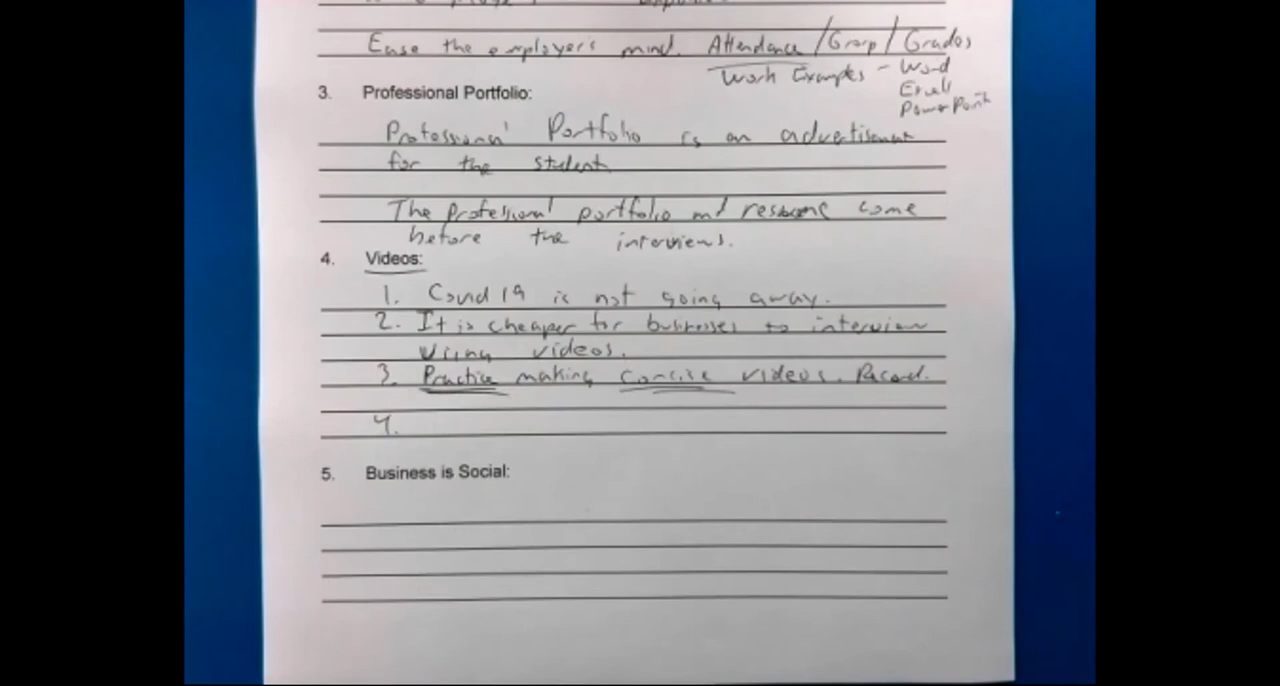 Ease the employer's mind. Attendance / Group / Grades
Work Examples - Word
Excell
PowerPoint
3. Professional Portfolio:
Professional Portfolio is an advertisment
for the student
The professional portfolio and resume come
before the interviews.
4. Videos:
1. Covid 19 is not going away.
2. It is cheaper for businesses to interview
using videos.
3. Practice making concise videos. Record.
4.
5. Business is Social: